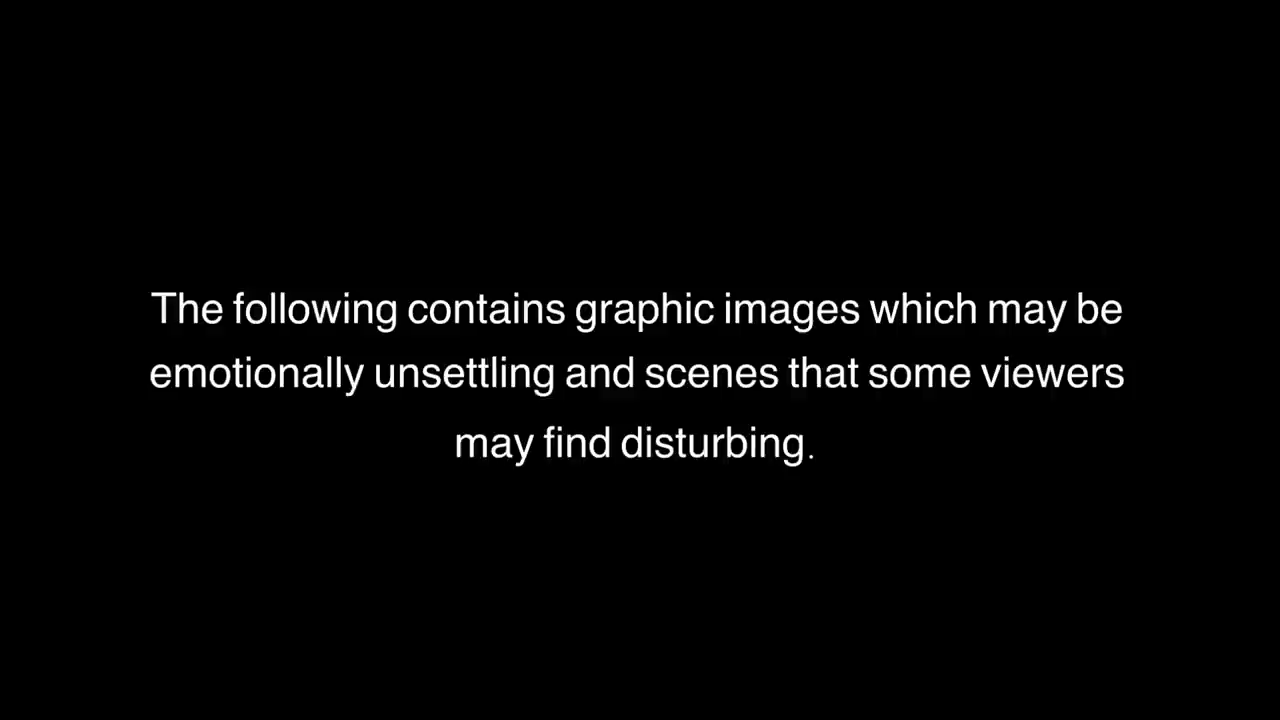 The following contains graphic images which may be
emotionally unsettling and scenes that some viewers
may find disturbing.